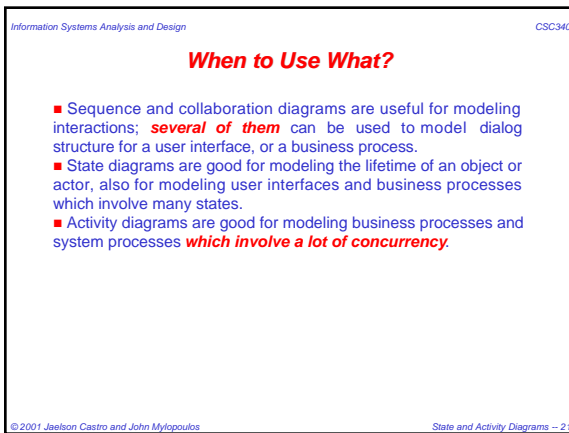 Information Systems Analysis and Design CSC340
When to Use What?
■ Sequence and collaboration diagrams are useful for modeling
interactions; several of them can be used to model dialog
structure for a user interface, or a business process.
■ State diagrams are good for modeling the lifetime of an object or
actor, also for modeling user interfaces and business processes
which involve many states.
■ Activity diagrams are good for modeling business processes and
system processes which involve a lot of concurrency.
© 2001 Jaelson Castro and John Mylopoulos State and Activity Diagrams -- 21